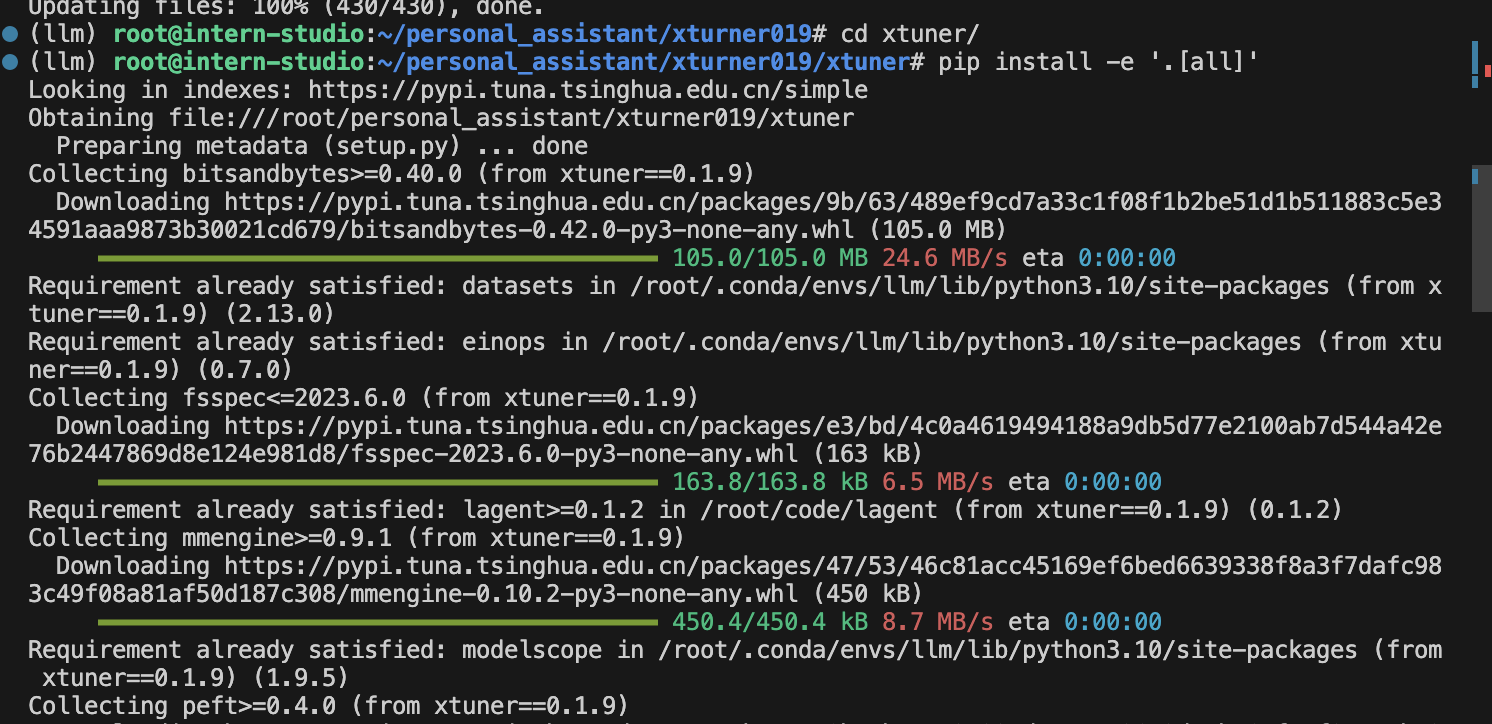 Updating files: 100% (430/430), done.
(llm) root@intern-studio:~/personal_assistant/xturner019# cd xtuner/
(llm) root@intern-studio:~/personal_assistant/xturner019/xtuner# pip install -e '.[all]'
Looking in indexes: https://pypi.tuna.tsinghua.edu.cn/simple
Obtaining file:///root/personal_assistant/xturner019/xtuner
  Preparing metadata (setup.py) ... done
Collecting bitsandbytes>=0.40.0 (from xtuner==0.1.9)
  Downloading https://pypi.tuna.tsinghua.edu.cn/packages/9b/63/489ef9cd7a33c1f08f1b2be51d1b511883c5e3
4591aaa9873b30021cd679/bitsandbytes-0.42.0-py3-none-any.whl (105.0 MB)
105.0/105.0 MB 24.6 MB/s eta 0:00:00
Requirement already satisfied: datasets in /root/.conda/envs/llm/lib/python3.10/site-packages (from x
tuner==0.1.9) (2.13.0)
Requirement already satisfied: einops in /root/.conda/envs/llm/lib/python3.10/site-packages (from xtu
ner==0.1.9) (0.7.0)
Collecting fsspec<=2023.6.0 (from xtuner==0.1.9)
  Downloading https://pypi.tuna.tsinghua.edu.cn/packages/e3/bd/4c0a4619494188a9db5d77e2100ab7d544a42e
76b2447869d8e124e981d8/fsspec-2023.6.0-py3-none-any.whl (163 kB)
163.8/163.8 kB 6.5 MB/s eta 0:00:00
Requirement already satisfied: lagent>=0.1.2 in /root/code/lagent (from xtuner==0.1.9) (0.1.2)
Collecting mmengine>=0.9.1 (from xtuner==0.1.9)
  Downloading https://pypi.tuna.tsinghua.edu.cn/packages/47/53/46c81acc45169ef6bed6639338f8a3f7dafc98
3c49f08a81af50d187c308/mmengine-0.10.2-py3-none-any.whl (450 kB)
450.4/450.4 kB 8.7 MB/s eta 0:00:00
Requirement already satisfied: modelscope in /root/.conda/envs/llm/lib/python3.10/site-packages (from
 xtuner==0.1.9) (1.9.5)
Collecting peft>=0.4.0 (from xtuner==0.1.9)